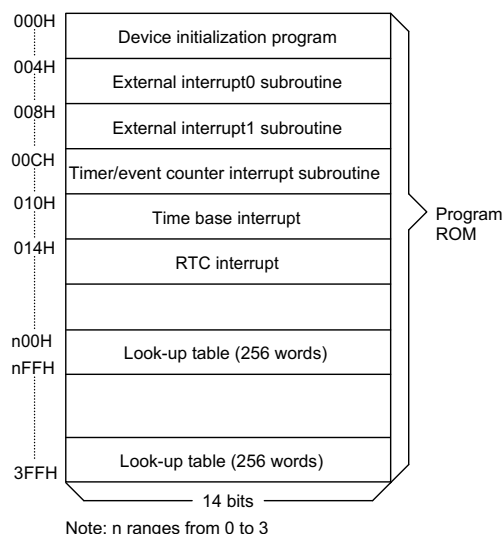 000H
Device initialization program
004H
External interrupt0 subroutine
008H
External interrupt1 subroutine
00CH
Timer/event counter interrupt subroutine
010H
Time base interrupt
014H
RTC interrupt
Program
ROM
n00H
Look-up table (256 words)
nFFH
Look-up table (256 words)
3FFH
14 bits
Note: n ranges from 0 to 3